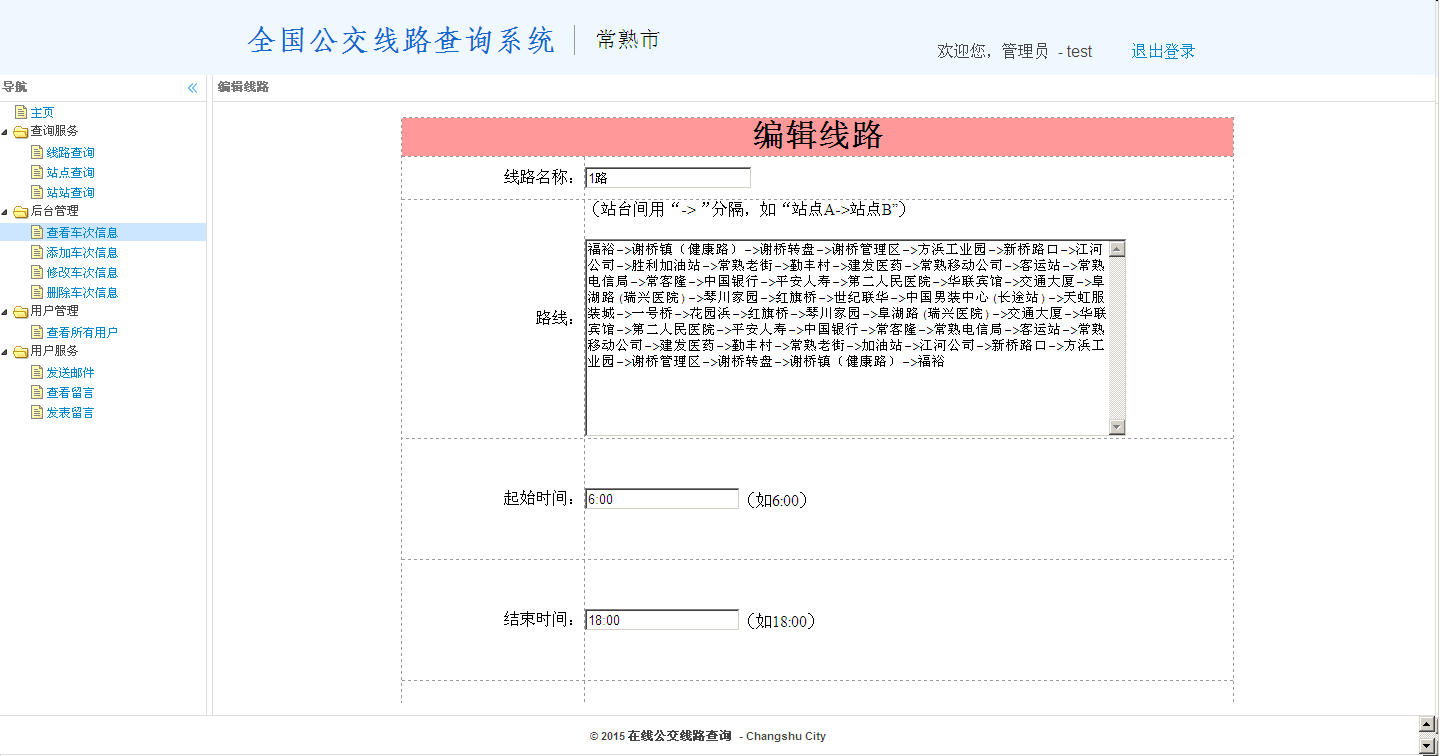 全国公交线路查询系统 常熟市
欢迎您，管理员 - test 退出登录
导航
编辑线路
主页
查询服务
线路查询
站点查询
站站查询
后台管理
查看车次信息
添加车次信息
修改车次信息
删除车次信息
用户管理
查看所有用户
用户服务
发送邮件
查看留言
发表留言
编辑线路
线路名称： 1路
（站台间用“-> ”分隔，如“站点A->站点B”）
路线：
福裕->谢桥镇（健康路）->谢桥转盘->谢桥管理区->方浜工业园->新桥路口->江河
公司->胜利加油站->常熟老街->勤丰村->建发医药->常熟移动公司->客运站->常熟
电信局->常客隆->中国银行->平安人寿->第二人民医院->华联宾馆->交通大厦->阜
湖路(瑞兴医院)->琴川家园->红旗桥->世纪联华->中国男装中心(长途站)->天虹服
装城->一号桥->花园浜->红旗桥->琴川家园->阜湖路(瑞兴医院)->交通大厦->华联
宾馆->第二人民医院->平安人寿->中国银行->常客隆->常熟电信局->客运站->常熟
移动公司->建发医药->勤丰村->常熟老街->加油站->江河公司->新桥路口->方浜工
业园->谢桥管理区->谢桥转盘->谢桥镇（健康路）->福裕
起始时间： 6:00 （如6:00）
结束时间： 18:00 （如18:00）
© 2015 在线公交线路查询 - Changshu City